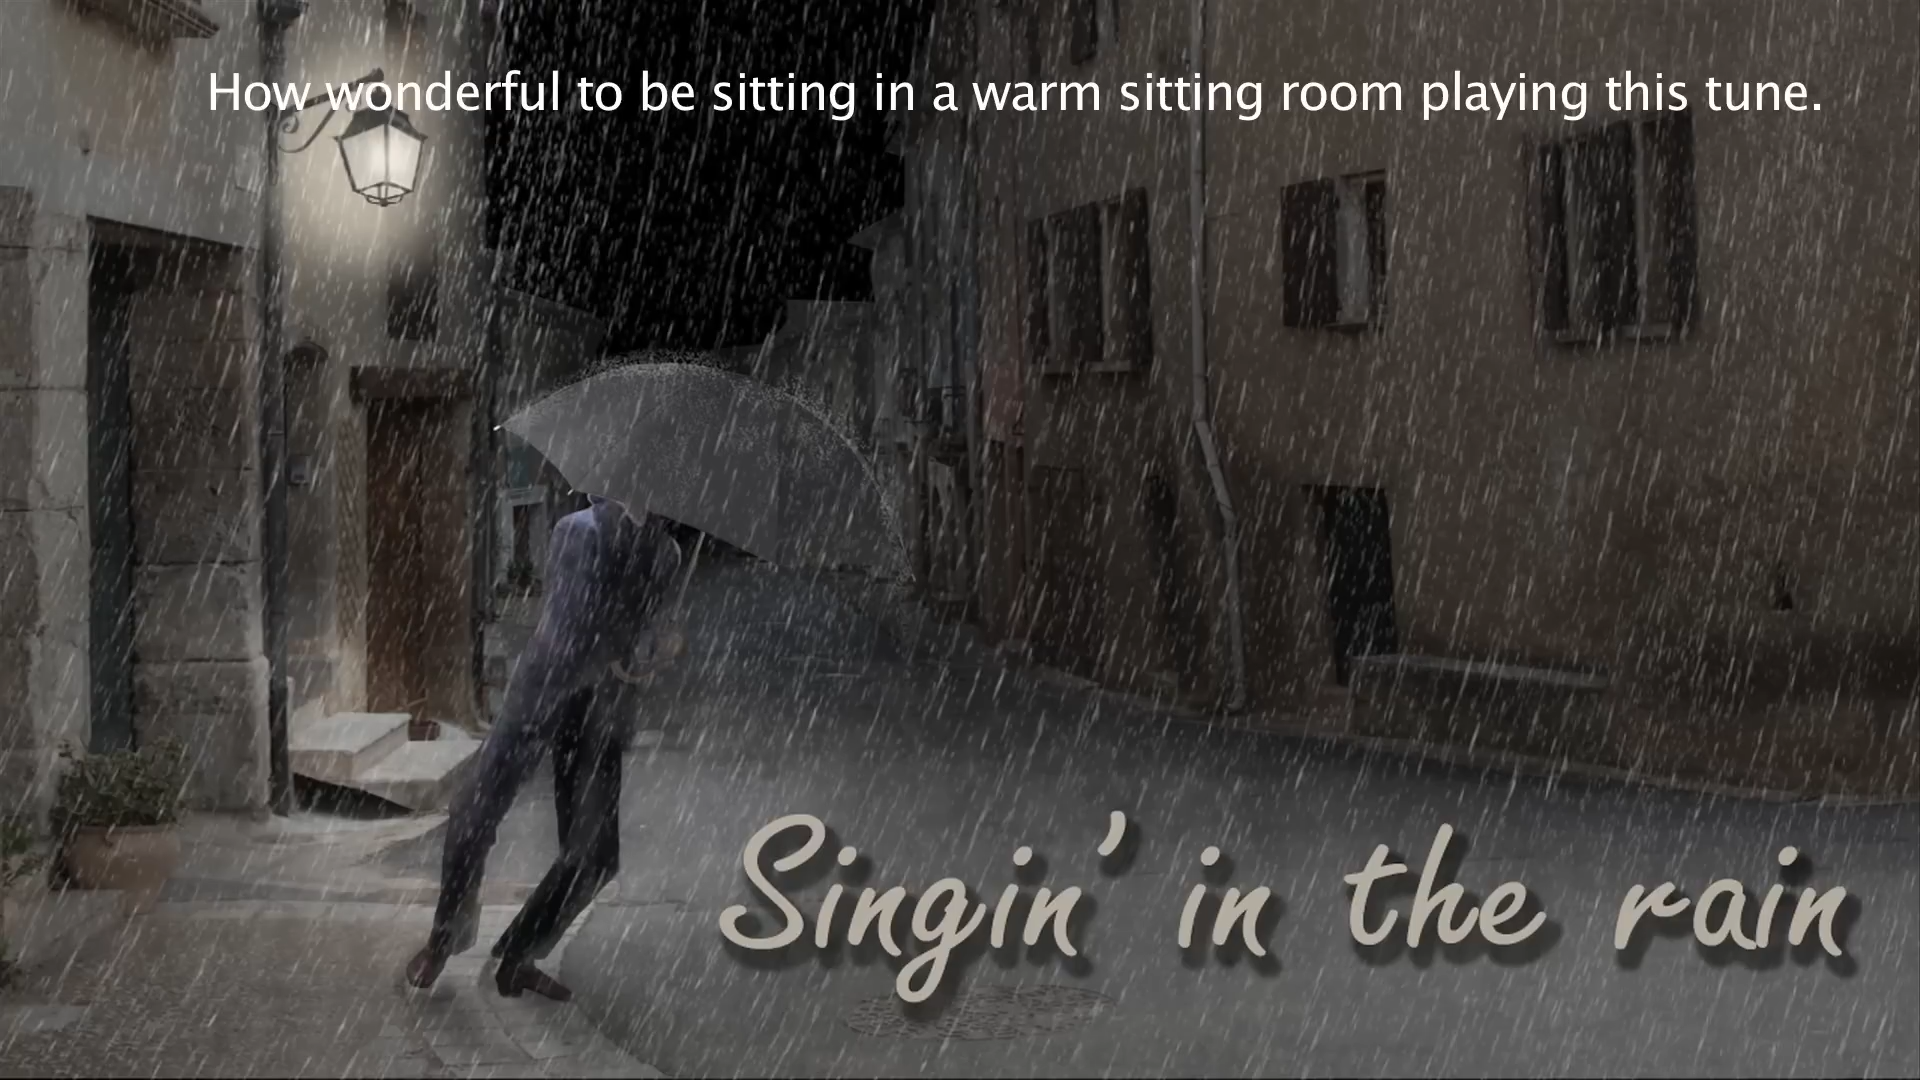 How wonderful to be sitting in a warm sitting room playing this tune.
Singin’ in the rain